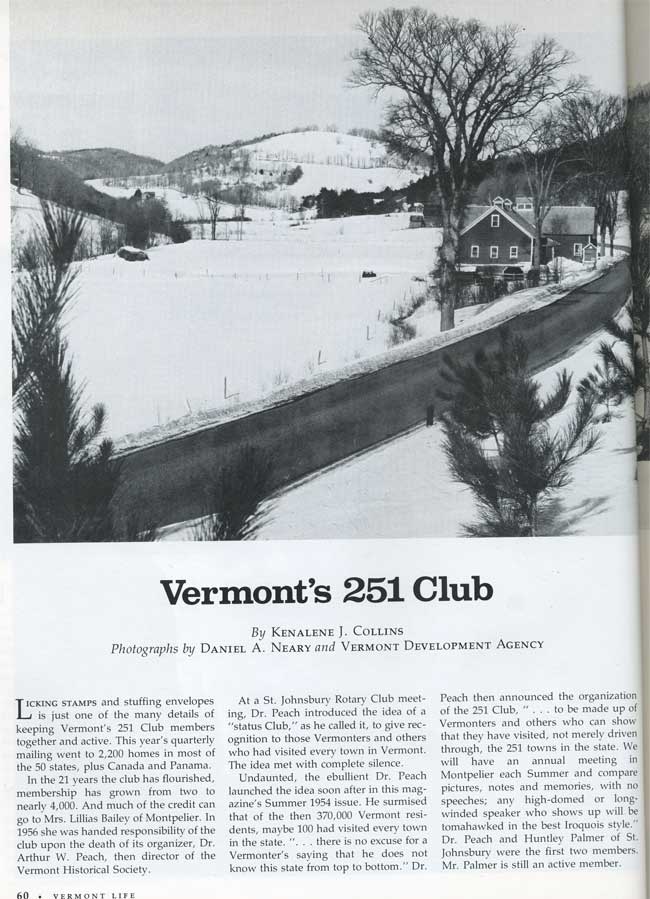 Vermont's 251 Club
By KENALENE J. COLLINS
Photographs by DANIEL A. NEARY and VERMONT DEVELOPMENT AGENCY
LICKING STAMPS and stuffing envelopes
is just one of the many details of
keeping Vermont's 251 Club members
together and active. This year's quarterly
mailing went to 2,200 homes in most of
the 50 states, plus Canada and Panama.
In the 21 years the club has flourished,
membership has grown from two to
nearly 4,000. And much of the credit can
go to Mrs. Lillias Bailey of Montpelier. In
1956 she was handed responsibility of the
club upon the death of its organizer, Dr.
Arthur W. Peach, then director of the
Vermont Historical Society.
At a St. Johnsbury Rotary Club meet-
ing, Dr. Peach introduced the idea of a
"status Club," as he called it, to give rec-
ognition to those Vermonters and others
who had visited every town in Vermont.
The idea met with complete silence.
Undaunted, the ebullient Dr. Peach
launched the idea soon after in this mag-
azine's Summer 1954 issue. He surmised
that of the then 370,000 Vermont resi-
dents, maybe 100 had visited every town
in the state. ". . . there is no excuse for a
Vermonter's saying that he does not
know this state from top to bottom." Dr.
Peach then announced the organization
of the 251 Club, " . . . to be made up of
Vermonters and others who can show
that they have visited, not merely driven
through, the 251 towns in the state. We
will have an annual meeting in
Montpelier each Summer and compare
pictures, notes and memories, with no
speeches; any high-domed or long-
winded speaker who shows up will be
tomahawked in the best Iroquois style."
Dr. Peach and Huntley Palmer of St.
Johnsbury were the first two members.
Mr. Palmer is still an active member.
60 • VERMONT LIFE